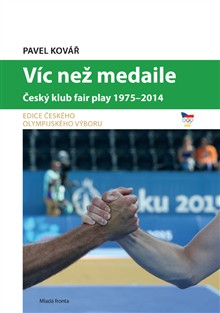 PAVEL KOVÁŘ
Víc než medaile
Český klub fair play 1975–2014
EDICE ČESKÉHO
OLYMPIJSKÉHO VÝBORU
ku 2015
2015
Mladá fronta